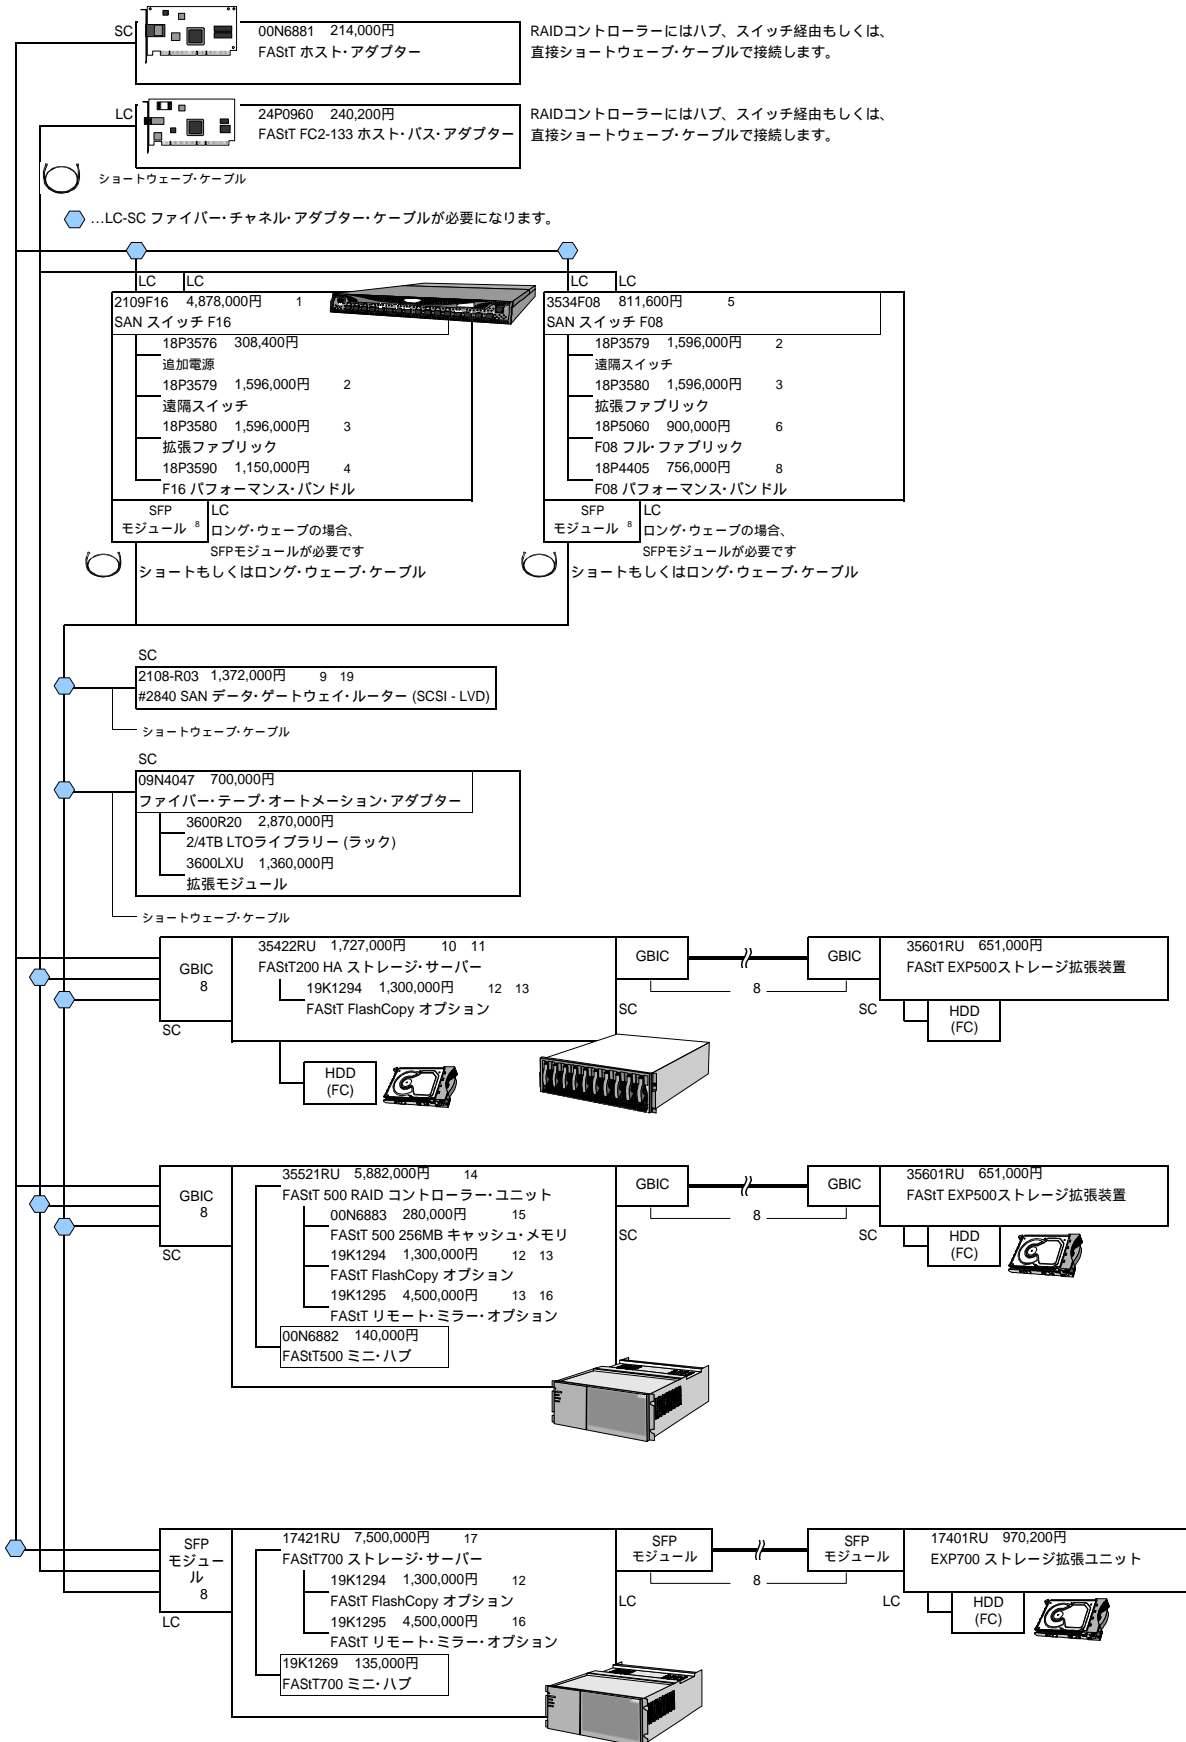 SC
00N6881 214,000円
FAStT ホスト・アダプター
RAIDコントローラーにはハブ、スイッチ経由もしくは、
直接ショートウェーブ・ケーブルで接続します。
LC
24P0960 240,200円
FAStT FC2-133 ホスト・バス・アダプター
RAIDコントローラーにはハブ、スイッチ経由もしくは、
直接ショートウェーブ・ケーブルで接続します。
ショートウェーブ・ケーブル
…LC-SC ファイバー・チャネル・アダプター・ケーブルが必要になります。
LC LC
2109F16 4,878,000円 1
SAN スイッチ F16
18P3576 308,400円
追加電源
18P3579 1,596,000円 2
遠隔スイッチ
18P3580 1,596,000円 3
拡張ファブリック
18P3590 1,150,000円 4
F16 パフォーマンス・バンドル
SFP
モジュール 8
LC
ロング・ウェーブの場合、
SFPモジュールが必要です
ショートもしくはロング・ウェーブ・ケーブル
LC LC
3534F08 811,600円 5
SAN スイッチ F08
18P3579 1,596,000円 2
遠隔スイッチ
18P3580 1,596,000円 3
拡張ファブリック
18P5060 900,000円 6
F08 フル・ファブリック
18P4405 756,000円 8
F08 パフォーマンス・バンドル
SFP
モジュール 8
LC
ロング・ウェーブの場合、
SFPモジュールが必要です
ショートもしくはロング・ウェーブ・ケーブル
SC
2108-R03 1,372,000円 9 19
#2840 SAN データ・ゲートウェイ・ルーター (SCSI - LVD)
ショートウェーブ・ケーブル
SC
09N4047 700,000円
ファイバー・テープ・オートメーション・アダプター
3600R20 2,870,000円
2/4TB LTOライブラリー (ラック)
3600LXU 1,360,000円
拡張モジュール
ショートウェーブ・ケーブル
GBIC
8
SC
35422RU 1,727,000円 10 11
FAStT200 HA ストレージ・サーバー
19K1294 1,300,000円 12 13
FAStT FlashCopy オプション
HDD
(FC)
GBIC
SC
8
GBIC
SC
35601RU 651,000円
FAStT EXP500ストレージ拡張装置
HDD
(FC)
GBIC
8
SC
35521RU 5,882,000円 14
FAStT 500 RAID コントローラー・ユニット
00N6883 280,000円 15
FAStT 500 256MB キャッシュ・メモリ
19K1294 1,300,000円 12 13
FAStT FlashCopy オプション
19K1295 4,500,000円 13 16
FAStT リモート・ミラー・オプション
00N6882 140,000円
FAStT500 ミニ・ハブ
GBIC
SC
8
GBIC
SC
35601RU 651,000円
FAStT EXP500ストレージ拡張装置
HDD
(FC)
SFP
モジュー
ル
8
LC
17421RU 7,500,000円 17
FAStT700 ストレージ・サーバー
19K1294 1,300,000円 12
FAStT FlashCopy オプション
19K1295 4,500,000円 16
FAStT リモート・ミラー・オプション
19K1269 135,000円
FAStT700 ミニ・ハブ
SFP
モジュール
LC
8
SFP
モジュール
LC
17401RU 970,200円
EXP700 ストレージ拡張ユニット
HDD
(FC)